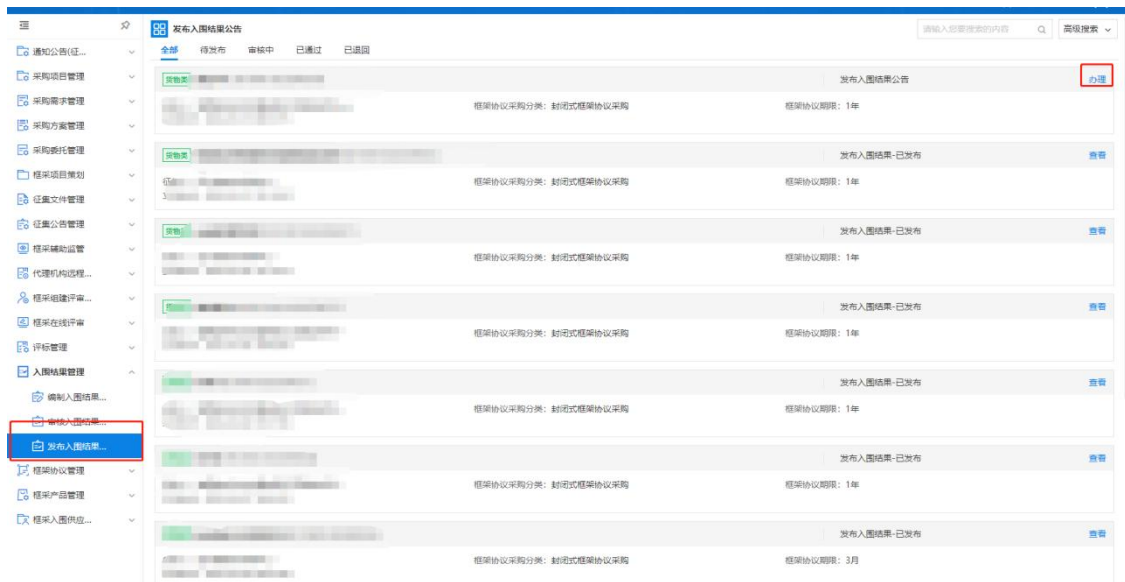 发布入围结果公告
请输入您要搜索的内容
高级搜索
通知公告(征...
采购项目管理
采购需求管理
采购方案管理
采购委托管理
框采项目策划
征集文件管理
征集公告管理
框采辅助监管
代理机构远程...
框采组建评审...
框采在线评审
评标管理
入围结果管理
编制入围结果...
审核入围结果...
发布入围结果...
框架协议管理
框采产品管理
框采入围供应...
全部 待发布 审核中 已通过 已退回
货物类 发布入围结果公告 办理
框架协议采购分类：封闭式框架协议采购 框架协议期限：1年
货物类 发布入围结果-已发布 查看
框架协议采购分类：封闭式框架协议采购 框架协议期限：1年
货物 发布入围结果-已发布 查看
框架协议采购分类：封闭式框架协议采购 框架协议期限：1年
发布入围结果-已发布 查看
框架协议采购分类：封闭式框架协议采购 框架协议期限：1年
发布入围结果-已发布 查看
框架协议采购分类：封闭式框架协议采购 框架协议期限：1年
发布入围结果-已发布 查看
框架协议采购分类：封闭式框架协议采购 框架协议期限：1年
发布入围结果-已发布 查看
框架协议采购分类：封闭式框架协议采购 框架协议期限：3月